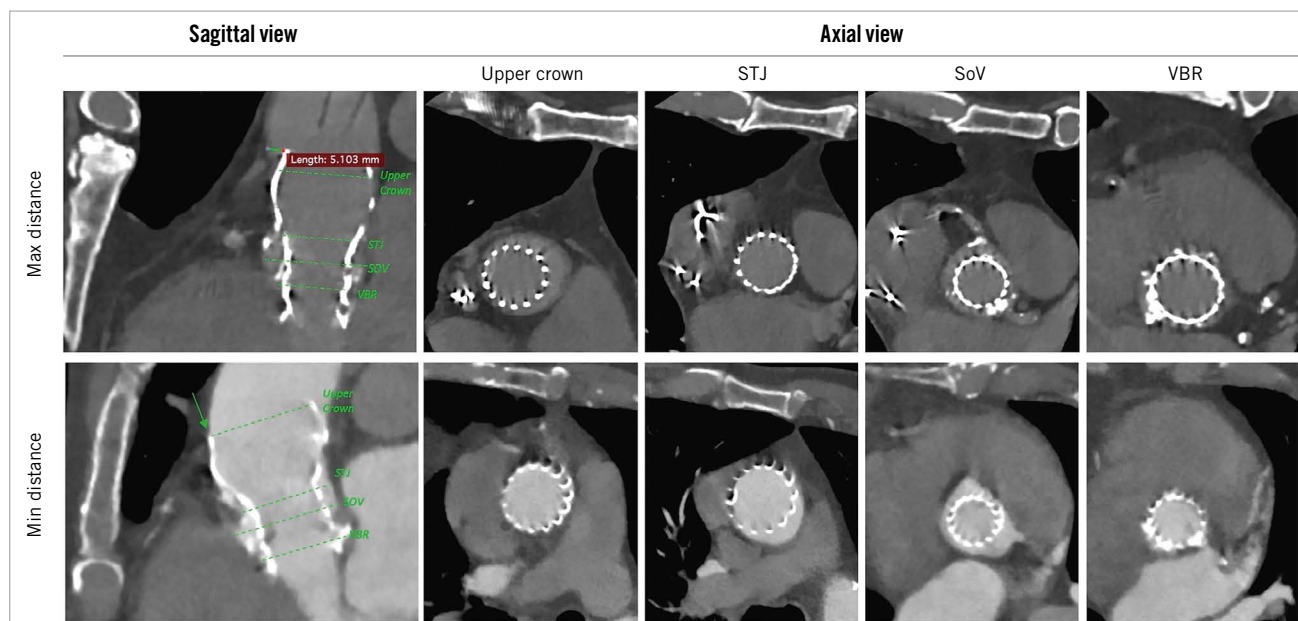 Sagittal view
Axial view
Upper crown
STJ
SoV
VBR
Max distance
Length: 5.103 mm
Upper
Crown
STJ
SOV
VBR
Min distance
Upper
Crown
STJ
SOV
VBR